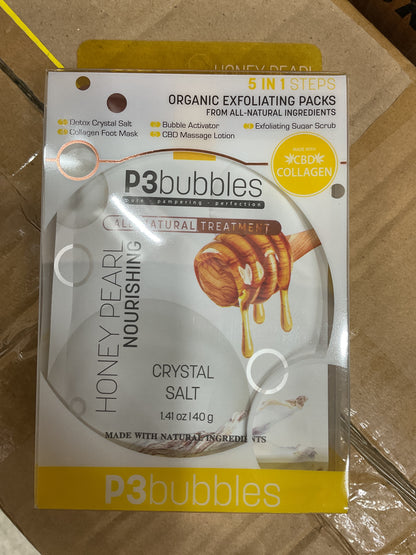 HONEY PEARL
5 IN 1 STEPS
ORGANIC EXFOLIATING PACKS
FROM ALL-NATURAL INGREDIENTS
Detox Crystal Salt
Bubble Activator
Exfoliating Sugar Scrub
Collagen Foot Mask
CBD Massage Lotion
MADE WITH
CBD
COLLAGEN
P3bubbles
pure - pampering - perfection
ALL NATURAL TREATMENT
HONEY PEARL
NOURISHING
CRYSTAL
SALT
1.41 oz | 40 g
MADE WITH NATURAL INGREDIENTS
P3bubbles